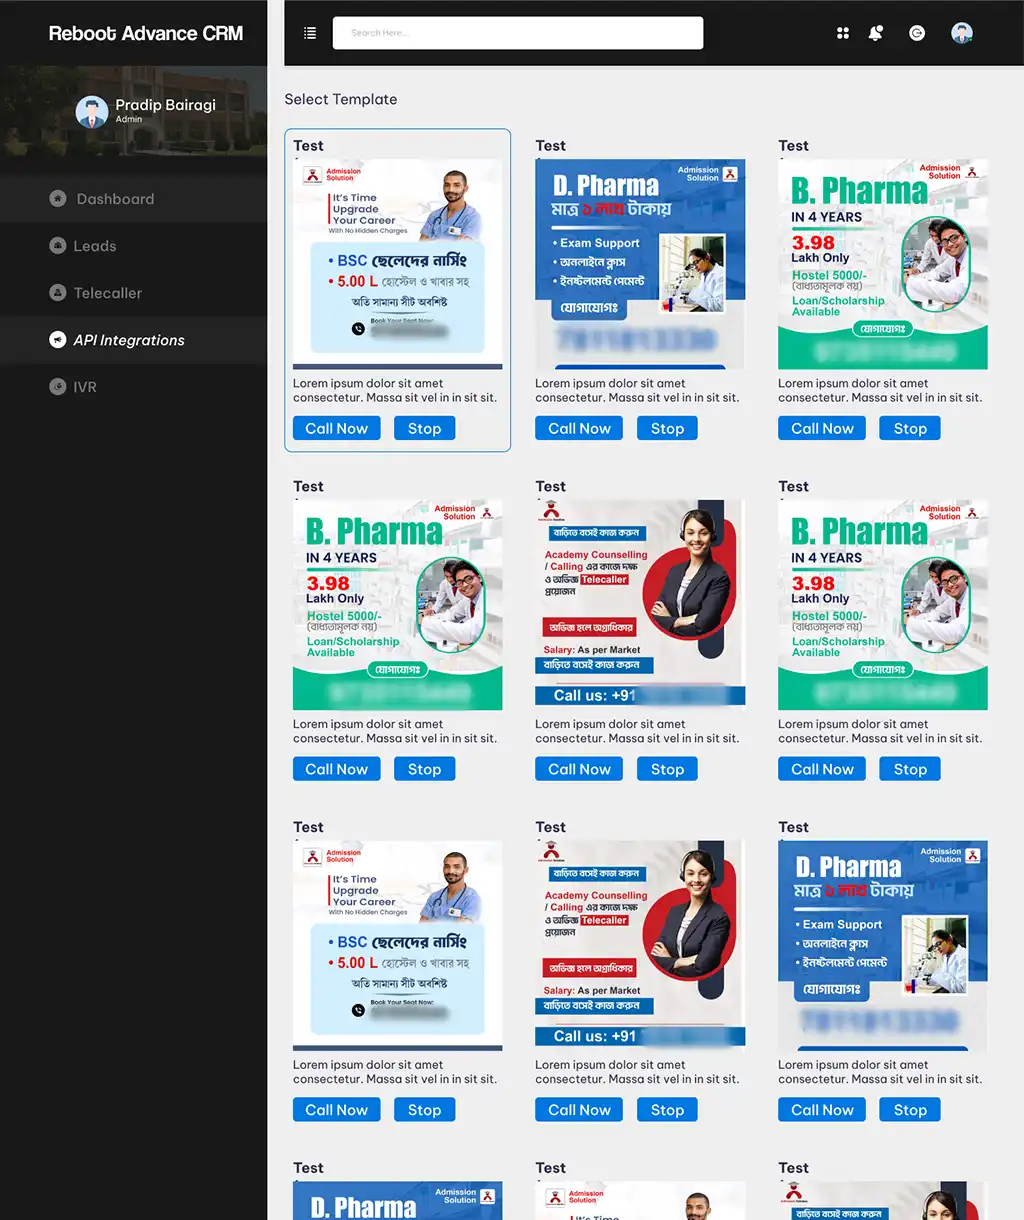 Reboot Advance CRM
Search Here...
Pradip Bairagi
Admin
Dashboard
Leads
Telecaller
API Integrations
IVR
Select Template
Test
Admission
Solution
It's Time
Upgrade
Your Career
With No Hidden Charges
• BSC ছেলেদের নার্সিং
• 5.00 L হোস্টেল ও খাবার সহ
অতি সামান্য সীট অবশিষ্ট
Book Your Seat Now:
Lorem ipsum dolor sit amet
consectetur. Massa sit vel in in sit sit.
Call Now Stop
Test
Admission
Solution
D. Pharma
মাত্র ১ লাখ টাকায়
• Exam Support
• অনলাইনে ক্লাস
• ইনস্টলমেন্ট পেমেন্ট
যোগাযোগঃ
Lorem ipsum dolor sit amet
consectetur. Massa sit vel in in sit sit.
Call Now Stop
Test
Admission
Solution
B. Pharma
IN 4 YEARS
3.98
Lakh Only
Hostel 5000/-
(বাধ্যতামূলক নয়)
Loan/Scholarship
Available
যোগাযোগঃ
Lorem ipsum dolor sit amet
consectetur. Massa sit vel in in sit sit.
Call Now Stop
Test
Admission
Solution
B. Pharma
IN 4 YEARS
3.98
Lakh Only
Hostel 5000/-
(বাধ্যতামূলক নয়)
Loan/Scholarship
Available
যোগাযোগঃ
Lorem ipsum dolor sit amet
consectetur. Massa sit vel in in sit sit.
Call Now Stop
Test
Admission Solution
বাড়িতে বসেই কাজ করুন
Academy Counselling
/ Calling এর কাজে দক্ষ
ও অভিজ্ঞ Telecaller
প্রয়োজন
অভিজ্ঞ হলে অগ্রাধিকার
Salary: As per Market
বাড়িতে বসেই কাজ করুন
Call us: +91
Lorem ipsum dolor sit amet
consectetur. Massa sit vel in in sit sit.
Call Now Stop
Test
Admission
Solution
B. Pharma
IN 4 YEARS
3.98
Lakh Only
Hostel 5000/-
(বাধ্যতামূলক নয়)
Loan/Scholarship
Available
যোগাযোগঃ
Lorem ipsum dolor sit amet
consectetur. Massa sit vel in in sit sit.
Call Now Stop
Test
Admission
Solution
It's Time
Upgrade
Your Career
With No Hidden Charges
• BSC ছেলেদের নার্সিং
• 5.00 L হোস্টেল ও খাবার সহ
অতি সামান্য সীট অবশিষ্ট
Book Your Seat Now:
Lorem ipsum dolor sit amet
consectetur. Massa sit vel in in sit sit.
Call Now Stop
Test
Admission Solution
বাড়িতে বসেই কাজ করুন
Academy Counselling
/ Calling এর কাজে দক্ষ
ও অভিজ্ঞ Telecaller
প্রয়োজন
অভিজ্ঞ হলে অগ্রাধিকার
Salary: As per Market
বাড়িতে বসেই কাজ করুন
Call us: +91
Lorem ipsum dolor sit amet
consectetur. Massa sit vel in in sit sit.
Call Now Stop
Test
Admission
Solution
D. Pharma
মাত্র ১ লাখ টাকায়
• Exam Support
• অনলাইনে ক্লাস
• ইনস্টলমেন্ট পেমেন্ট
যোগাযোগঃ
Lorem ipsum dolor sit amet
consectetur. Massa sit vel in in sit sit.
Call Now Stop
Test
Admission
Solution
D. Pharma
Test
Admission
Solution
It's Time
Test
Admission Solution
বাড়িতে বসেই কাজ করুন